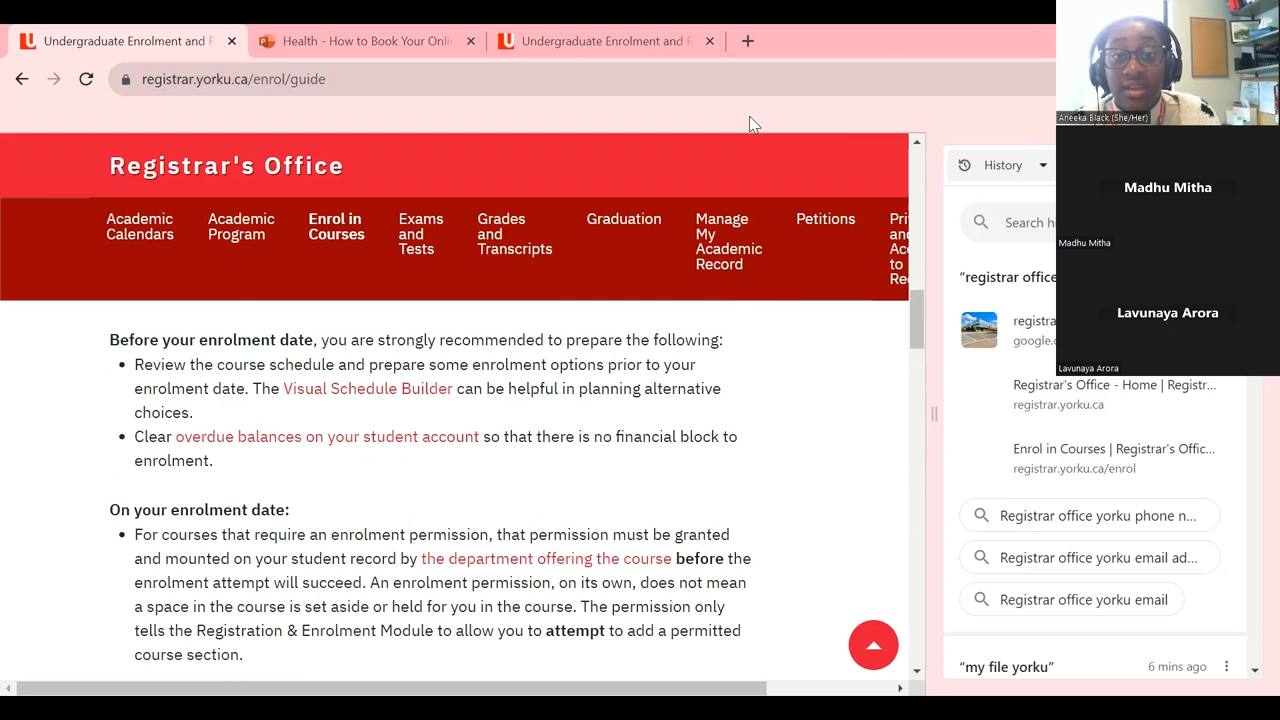 Undergraduate Enrolment and R
Health - How to Book Your Onli
Undergraduate Enrolment and R
registrar.yorku.ca/enrol/guide
Registrar's Office
Academic Calendars
Academic Program
Enrol in Courses
Exams and Tests
Grades and Transcripts
Graduation
Manage My Academic Record
Petitions
Pri
and
Acc
to
Rec
Before your enrolment date, you are strongly recommended to prepare the following:
• Review the course schedule and prepare some enrolment options prior to your
enrolment date. The Visual Schedule Builder can be helpful in planning alternative
choices.
• Clear overdue balances on your student account so that there is no financial block to
enrolment.
On your enrolment date:
• For courses that require an enrolment permission, that permission must be granted
and mounted on your student record by the department offering the course before the
enrolment attempt will succeed. An enrolment permission, on its own, does not mean
a space in the course is set aside or held for you in the course. The permission only
tells the Registration & Enrolment Module to allow you to attempt to add a permitted
course section.
History
Search hi
"registrar office
registra
google.c
Registrar's Office - Home | Registr...
registrar.yorku.ca
Enrol in Courses | Registrar's Offic...
registrar.yorku.ca/enrol
Registrar office yorku phone n...
Registrar office yorku email ad...
Registrar office yorku email
"my file yorku"
6 mins ago
Aneeka Black (She/Her)
Madhu Mitha
Madhu Mitha
Lavunaya Arora
Lavunaya Arora